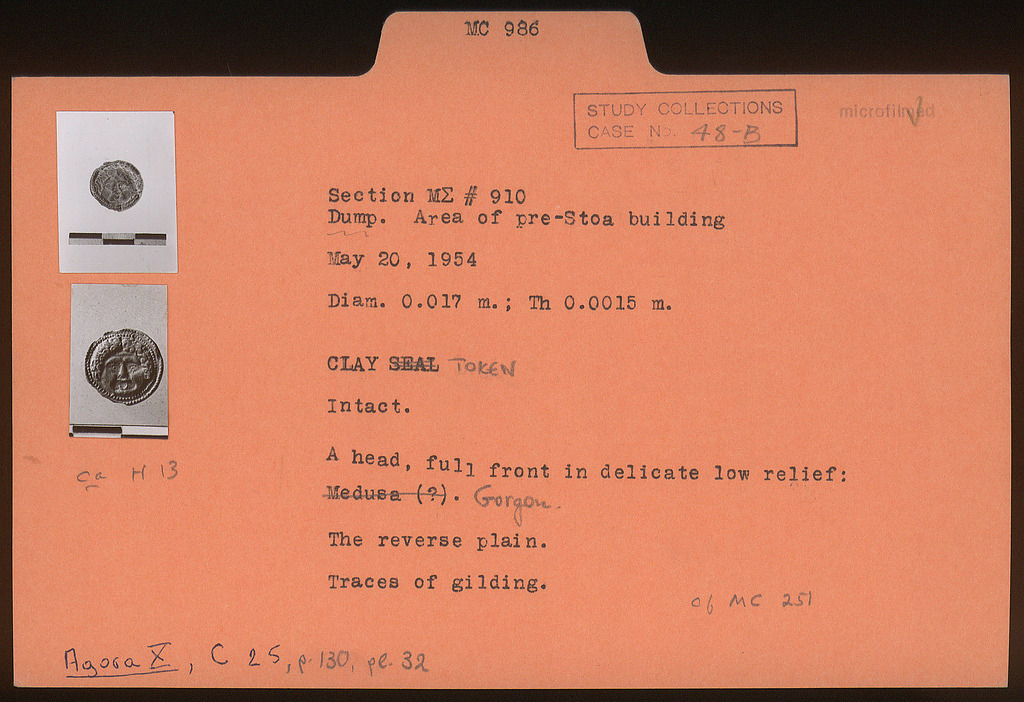 MC 986
STUDY COLLECTIONS
CASE No. 48-B
microfilmed
Section ΜΣ # 910
Dump. Area of pre-Stoa building
May 20, 1954
Diam. 0.017 m.; Th 0.0015 m.
CLAY SEAL TOKEN
Intact.
A head, full front in delicate low relief:
Medusa (?). Gorgon.
The reverse plain.
Traces of gilding.
ca H 13
cf MC 251
Agora X, C 25, p. 130, pl. 32